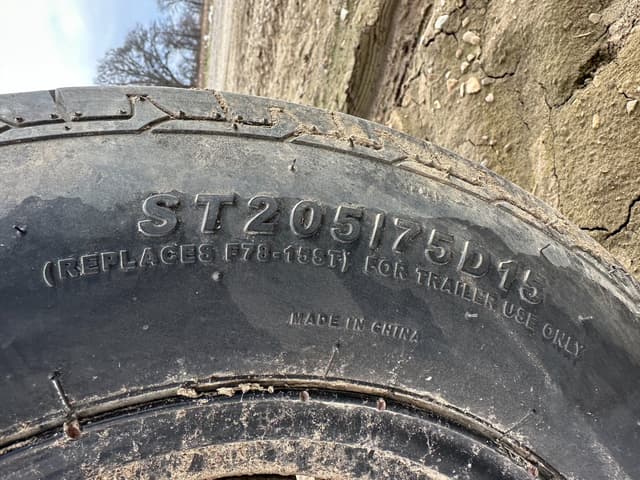 ST205/75D15
(REPLACES F78-15ST) FOR TRAILER USE ONLY
MADE IN CHINA